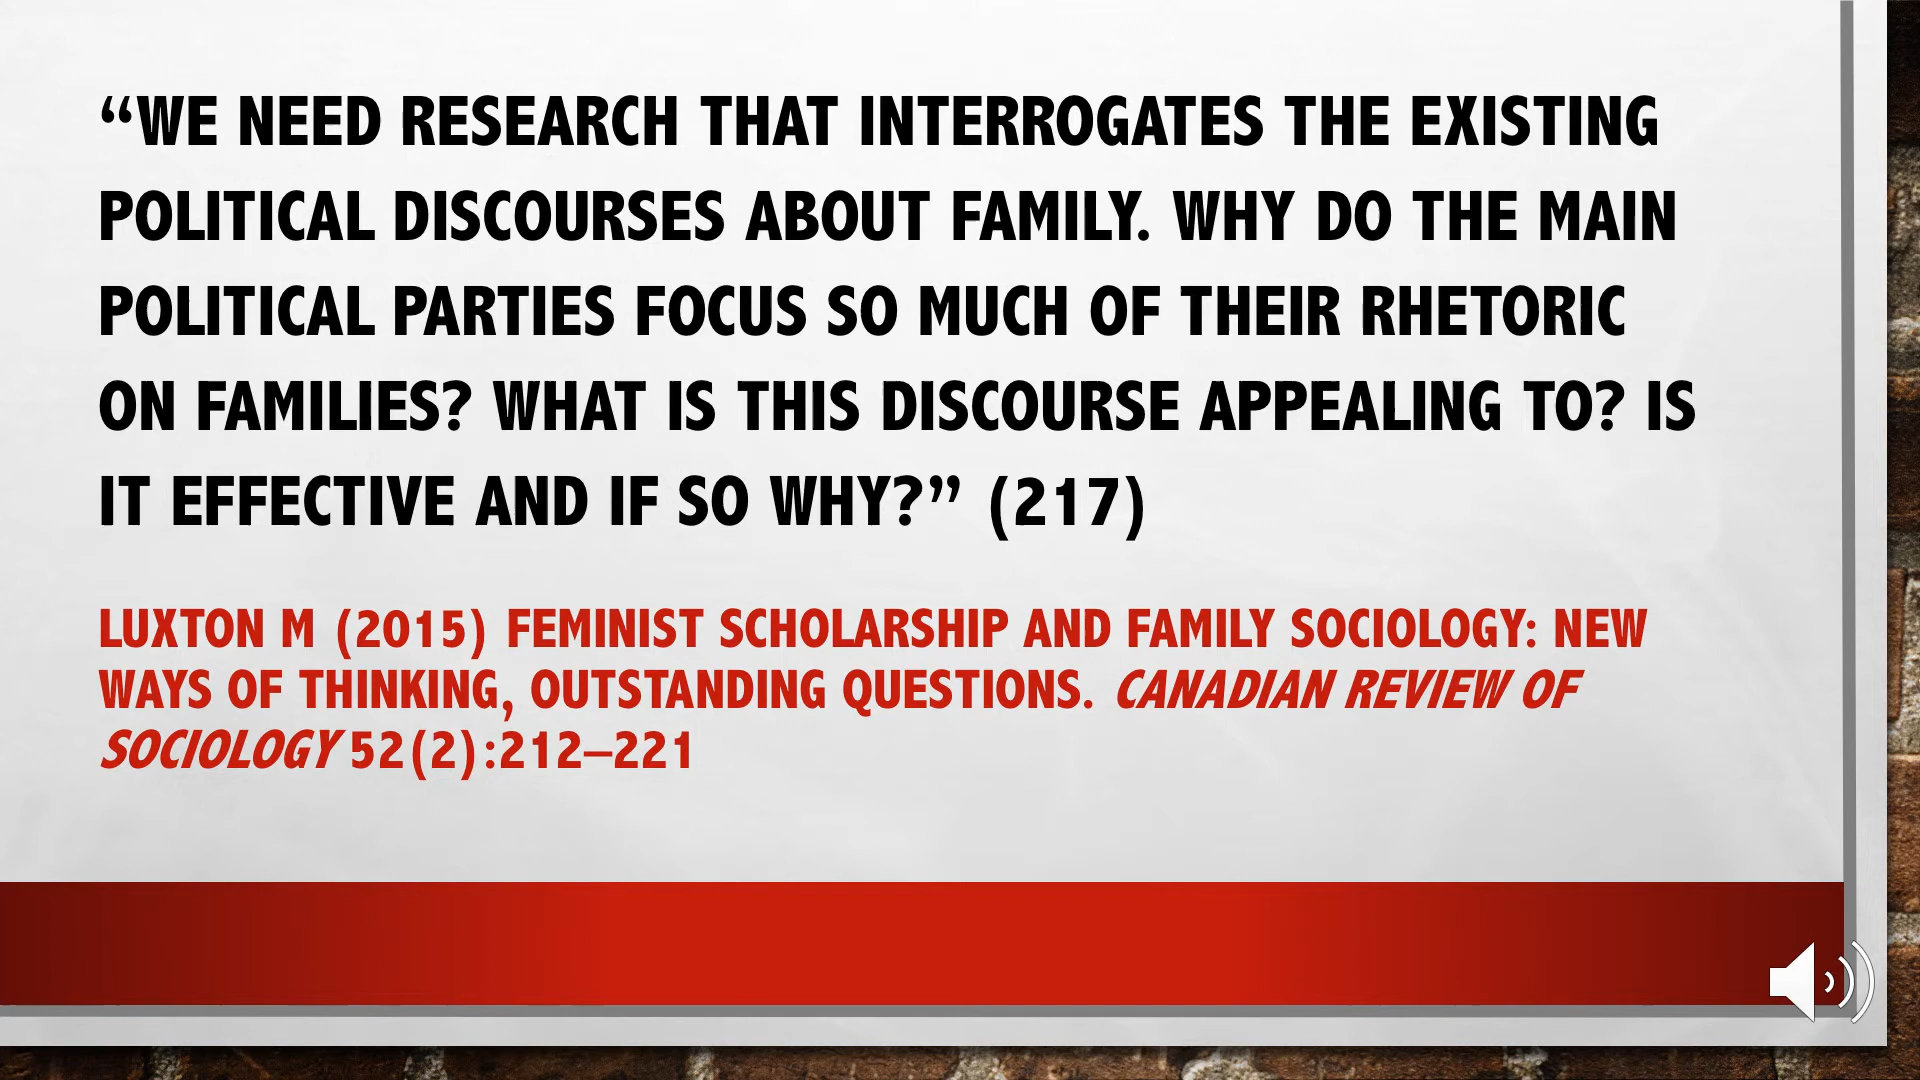 “WE NEED RESEARCH THAT INTERROGATES THE EXISTING
POLITICAL DISCOURSES ABOUT FAMILY. WHY DO THE MAIN
POLITICAL PARTIES FOCUS SO MUCH OF THEIR RHETORIC
ON FAMILIES? WHAT IS THIS DISCOURSE APPEALING TO? IS
IT EFFECTIVE AND IF SO WHY?” (217)
LUXTON M (2015) FEMINIST SCHOLARSHIP AND FAMILY SOCIOLOGY: NEW
WAYS OF THINKING, OUTSTANDING QUESTIONS. CANADIAN REVIEW OF
SOCIOLOGY 52(2):212–221